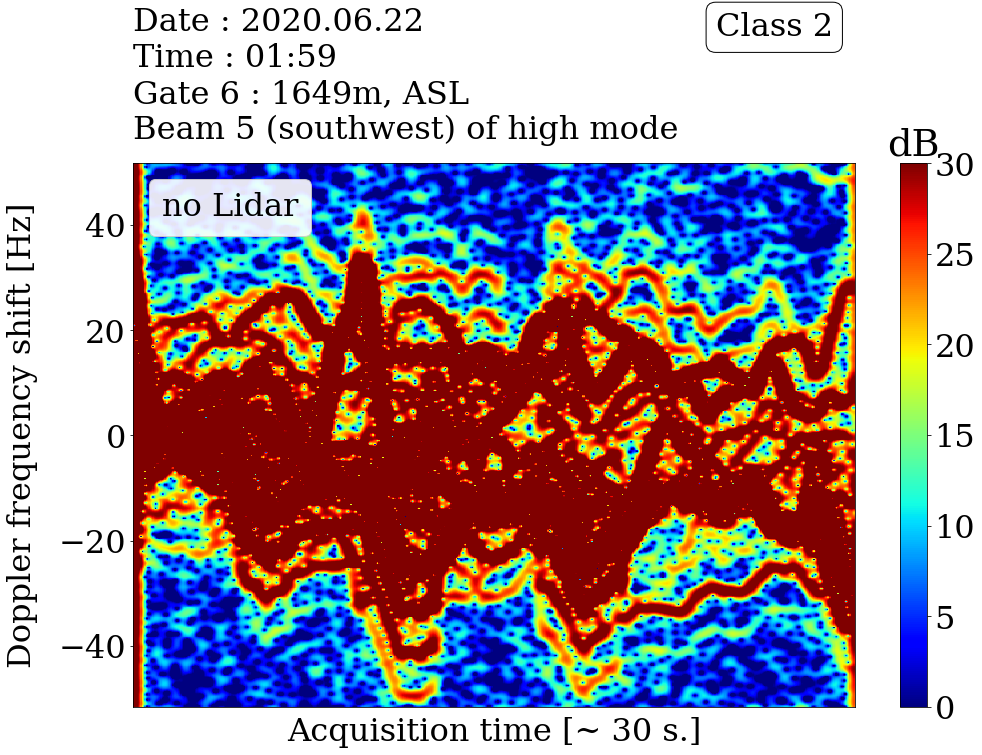 Date : 2020.06.22
Class 2
Time : 01:59
Gate 6 : 1649m, ASL
Beam 5 (southwest) of high mode
dB
no Lidar
Doppler frequency shift [Hz]
40
20
0
−20
−40
30
25
20
15
10
5
0
Acquisition time [~ 30 s.]